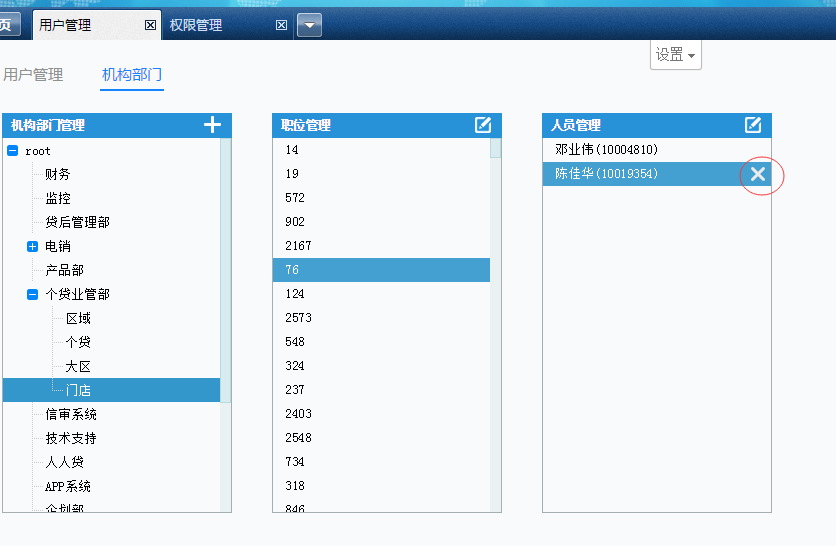 页 用户管理 权限管理
设置
用户管理 机构部门
机构部门管理
root
财务
监控
贷后管理部
电销
产品部
个贷业管部
区域
个贷
大区
门店
信审系统
技术支持
人人贷
APP系统
企划部
职位管理
14
19
572
902
2167
76
124
2573
548
324
237
2403
2548
734
318
846
人员管理
邓业伟(10004810)
陈佳华(10019354)